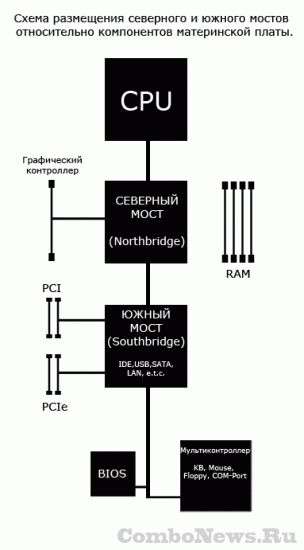 Схема размещения северного и южного мостов
относительно компонентов материнской платы.
CPU
Графический
контроллер
СЕВЕРНЫЙ
МОСТ
(Northbridge)
RAM
PCI
ЮЖНЫЙ
МОСТ
(Southbridge)
IDE,USB,SATA,
LAN, e.t.c.
PCIe
BIOS
Мультиконтроллер
KB, Mouse,
Floppy, COM-Port
ComboNews.Ru